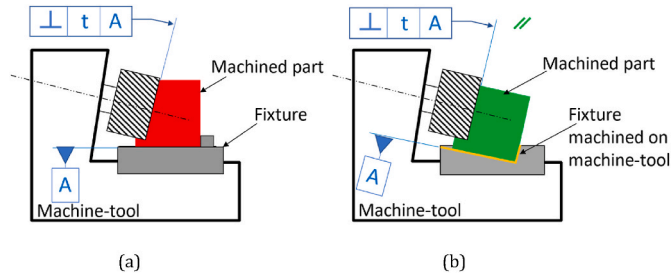 ⊥ t A
Machined part
Fixture
A
Machine-tool
(a)
⊥ t A
Machined part
Fixture
machined on
machine-tool
A
Machine-tool
(b)